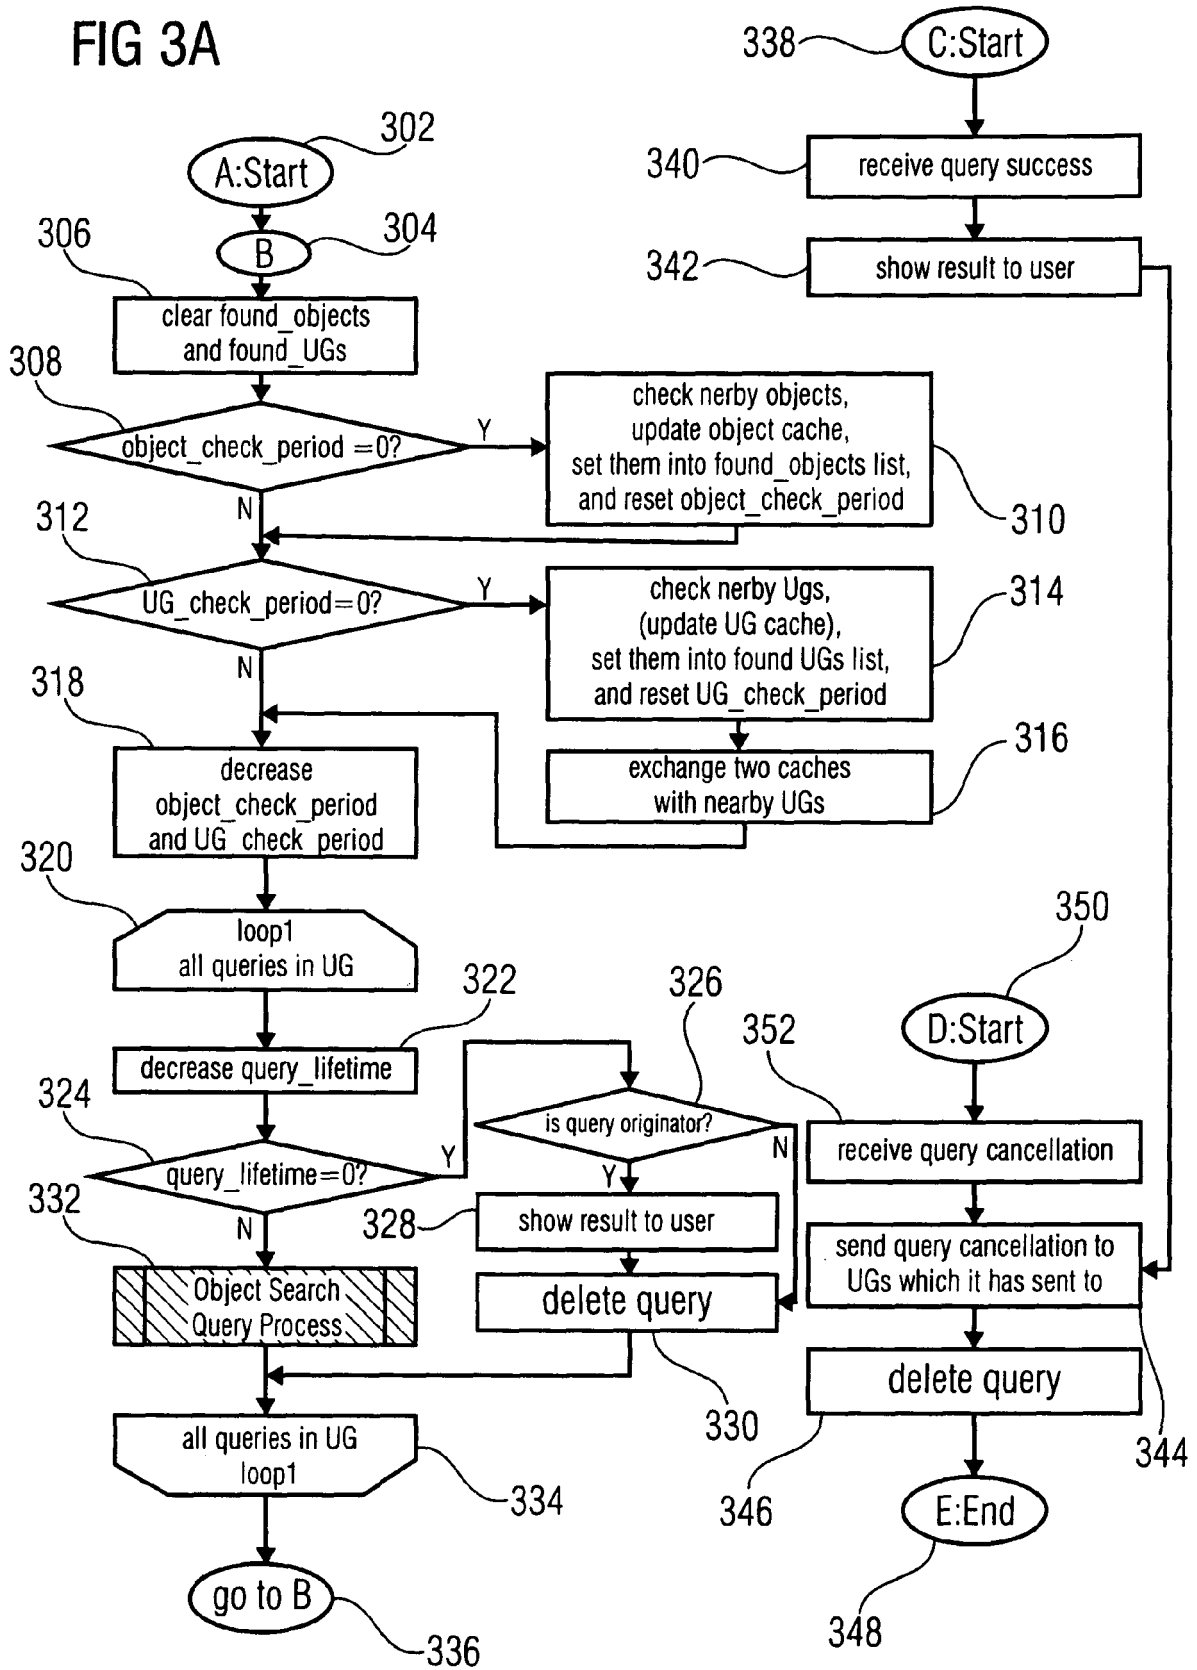 FIG 3A
302
A:Start
304
B
306
clear found_objects
and found_UGs
308
object_check_period =0?
Y
N
check nerby objects,
update object cache,
set them into found_objects list,
and reset object_check_period
310
312
UG_check_period=0?
Y
N
check nerby Ugs,
(update UG cache),
set them into found UGs list,
and reset UG_check_period
314
exchange two caches
with nearby UGs
316
318
decrease
object_check_period
and UG_check_period
320
loop1
all queries in UG
322
decrease query_lifetime
324
query_lifetime=0?
Y
N
326
is query originator?
N
Y
328
show result to user
delete query
330
332
Object Search
Query Process
all queries in UG
loop1
334
go to B
336
338
C:Start
340
receive query success
342
show result to user
350
D:Start
352
receive query cancellation
send query cancellation to
UGs which it has sent to
344
delete query
346
E:End
348